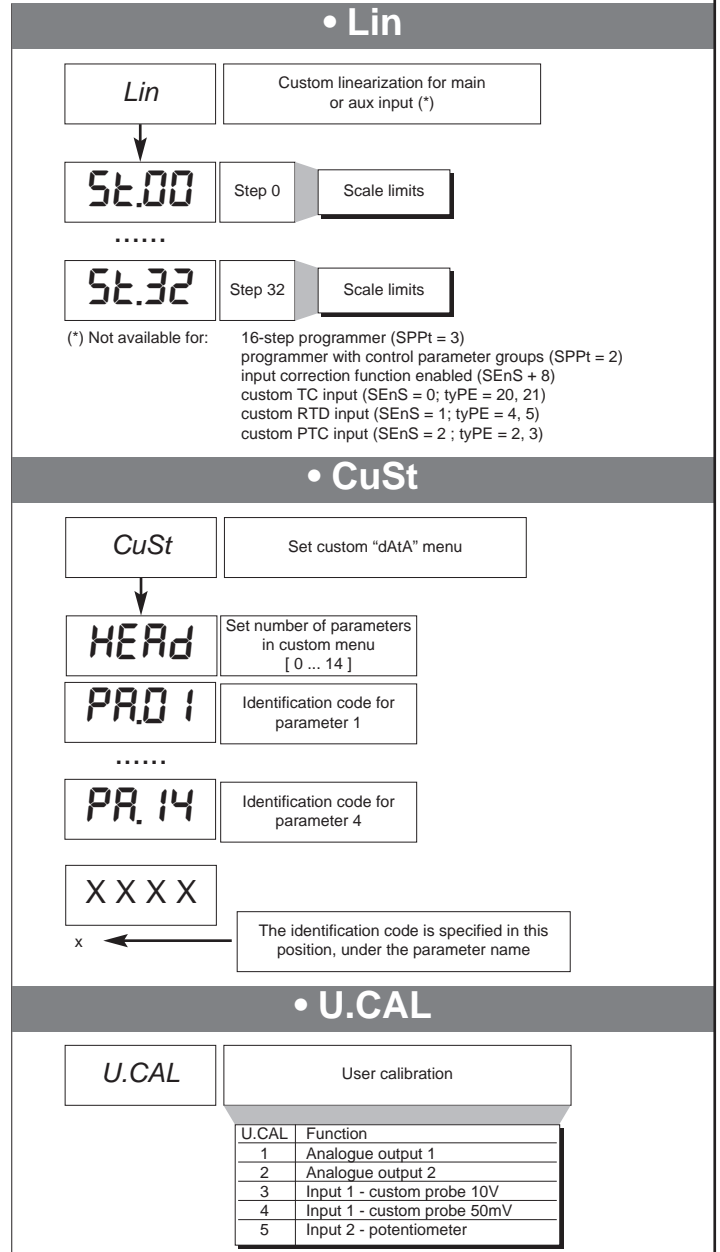 • Lin
Lin
Custom linearization for main
or aux input (*)
St.00
Step 0
Scale limits
......
St.32
Step 32
Scale limits
(*) Not available for: 16-step programmer (SPPt = 3)
programmer with control parameter groups (SPPt = 2)
input correction function enabled (SEnS + 8)
custom TC input (SEnS = 0; tyPE = 20, 21)
custom RTD input (SEnS = 1; tyPE = 4, 5)
custom PTC input (SEnS = 2 ; tyPE = 2, 3)
• CuSt
CuSt
Set custom “dAtA” menu
HEAd
Set number of parameters
in custom menu
[ 0 ... 14 ]
PA.01
Identification code for
parameter 1
......
PA.14
Identification code for
parameter 4
X X X X
x
The identification code is specified in this
position, under the parameter name
• U.CAL
U.CAL
User calibration
U.CAL Function
1 Analogue output 1
2 Analogue output 2
3 Input 1 - custom probe 10V
4 Input 1 - custom probe 50mV
5 Input 2 - potentiometer